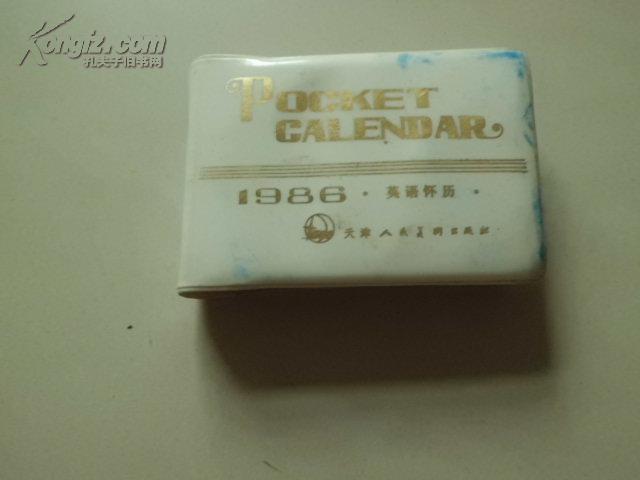 Kongfz.com
孔夫子旧书网
POCKET
CALENDAR
1986 · 英语怀历 ·
天津人民美术出版社